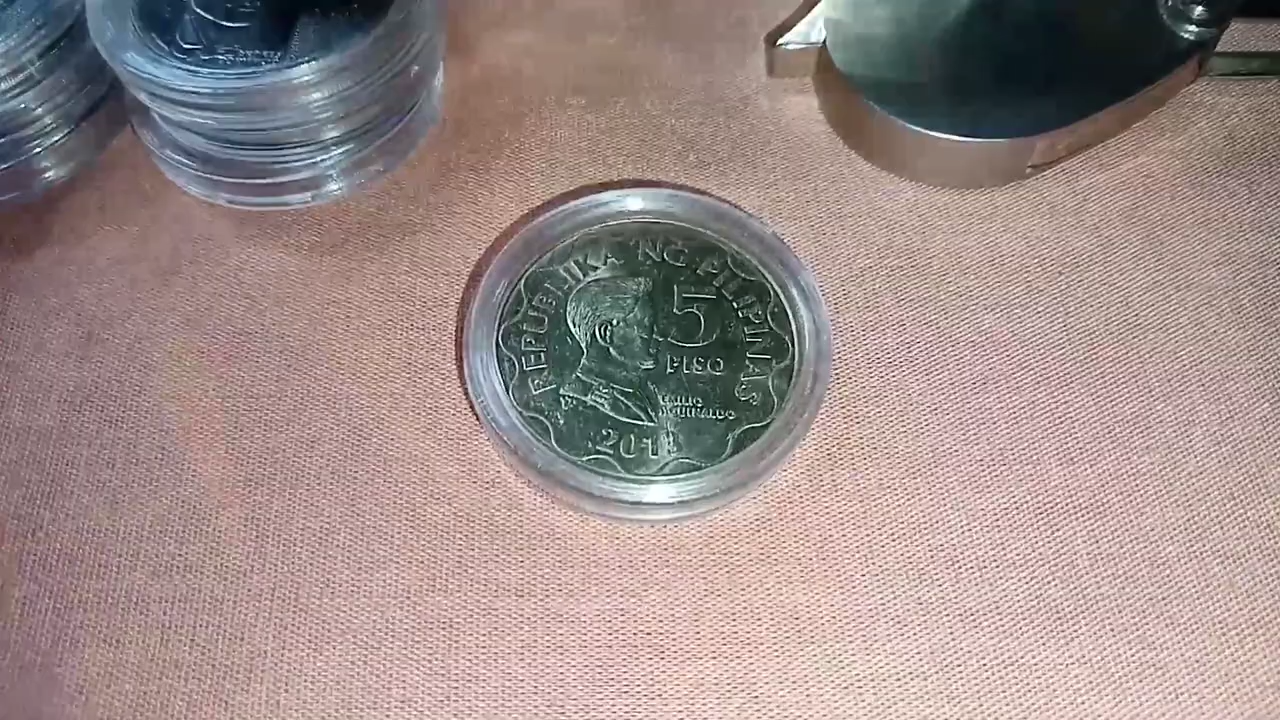 REPUBLIKA NG PILIPINAS
5
PISO
EMILIO
AGUINALDO